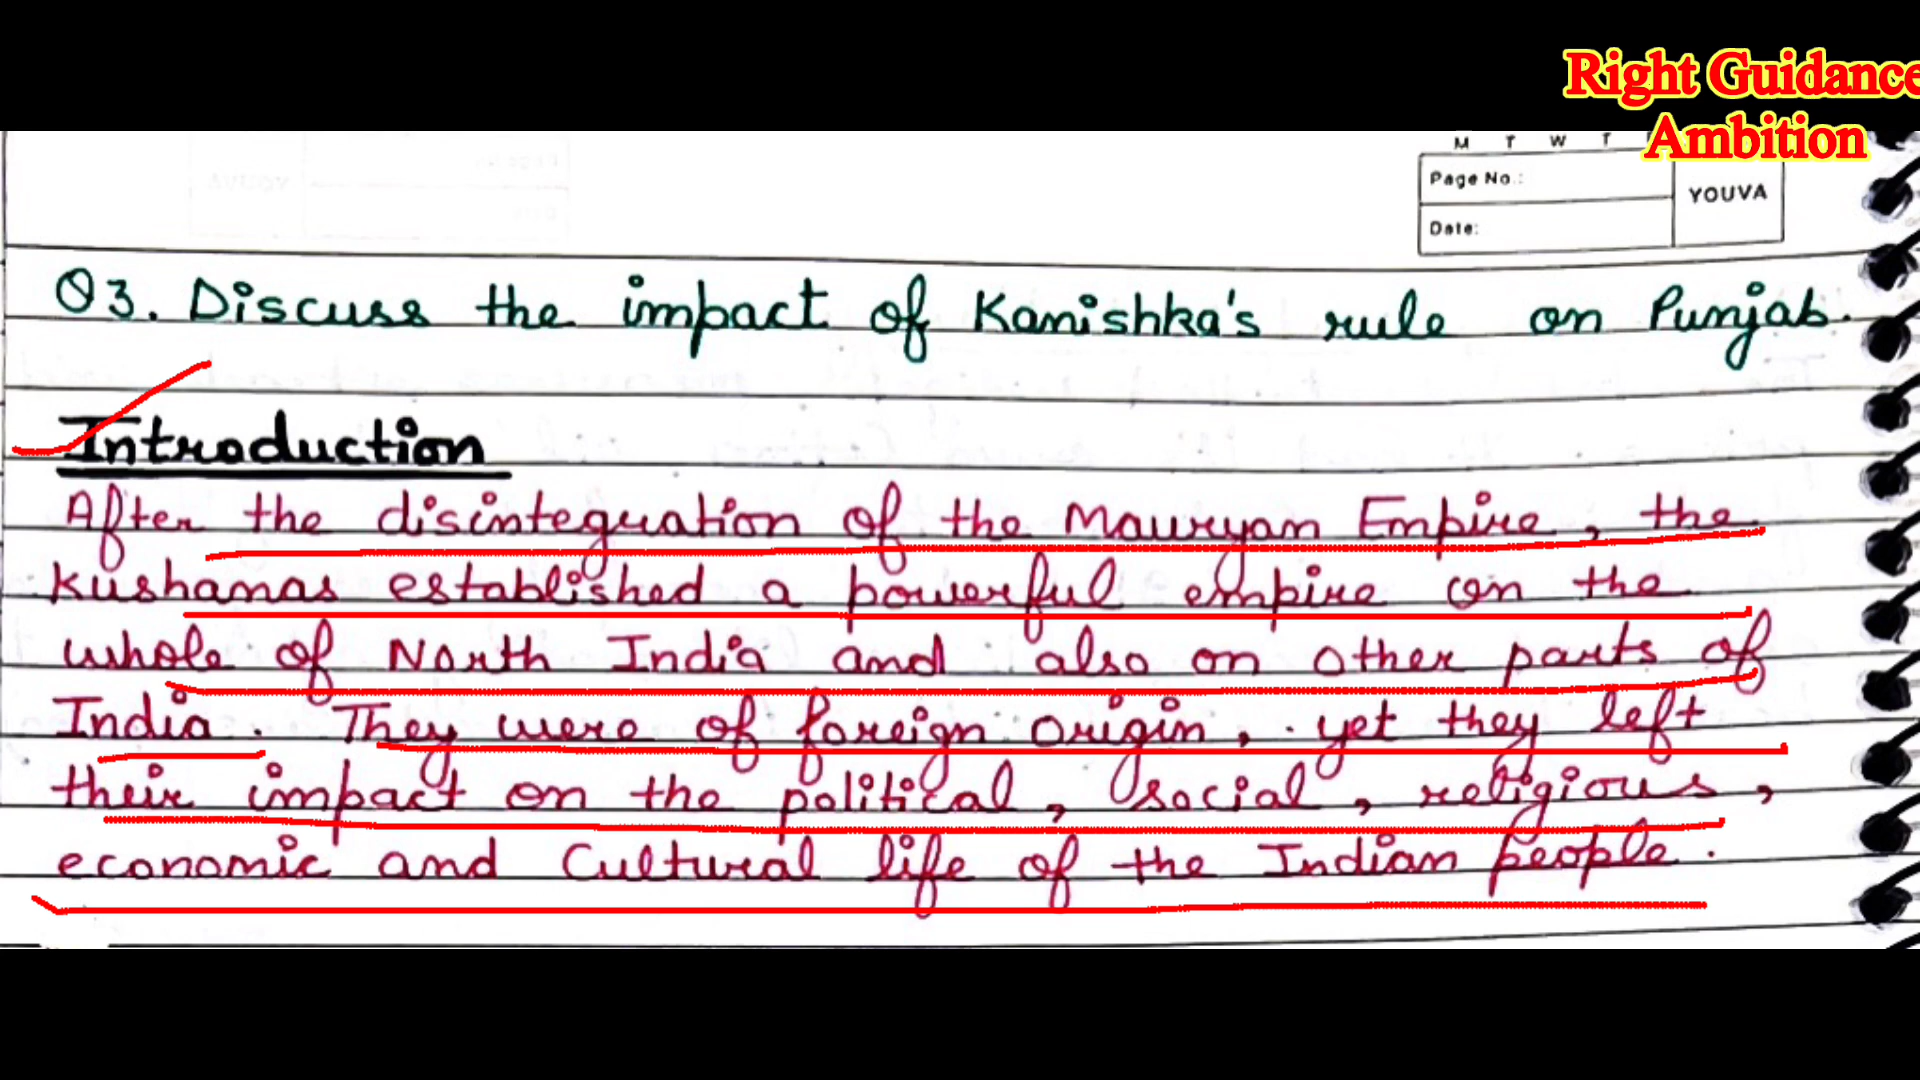 Right Guidance
Ambition
M T W T
Page No.:
YOUVA
Date:
Q3. Discuss the impact of Kanishka's rule on Punjab.
Introduction
After the disintegration of the Mauryan Empire, the
Kushanas established a powerful empire on the
whole of North India and also on other parts of
India. They were of foreign origin, yet they left
their impact on the political, social, religious,
economic and Cultural life of the Indian people.